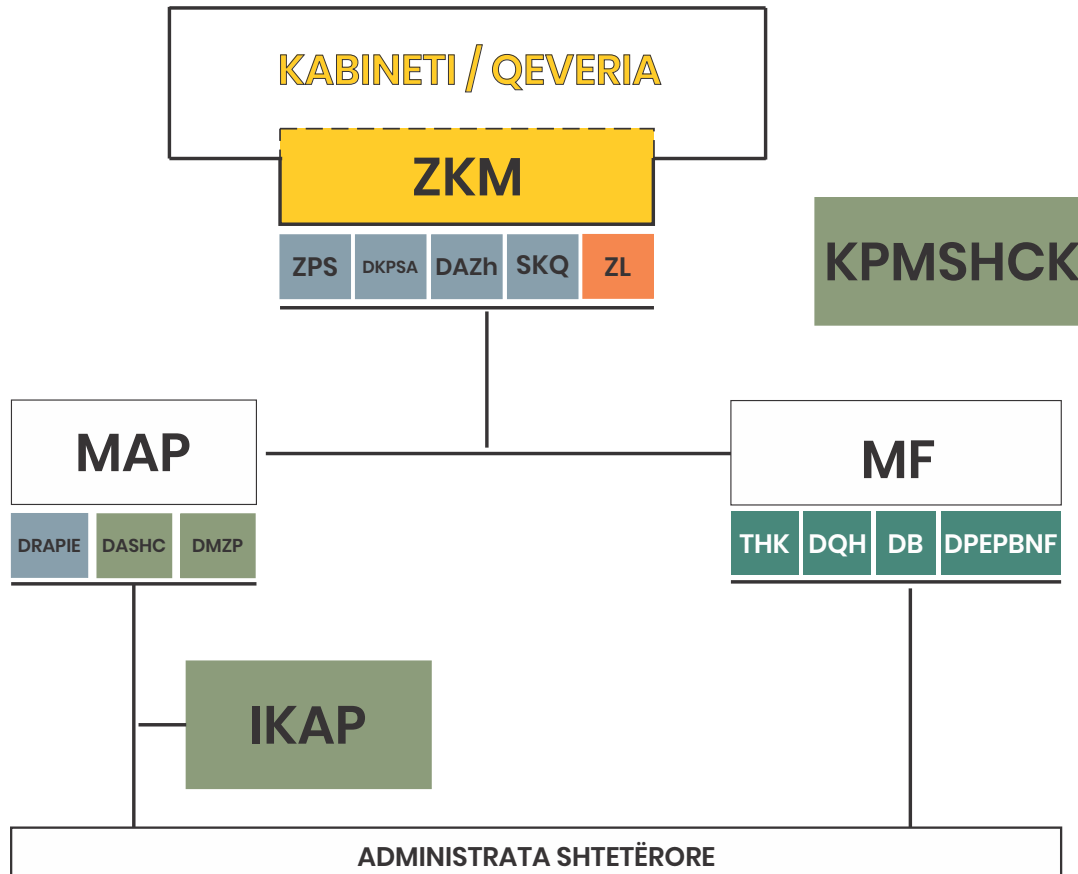 KABINETI / QEVERIA
ZKM
ZPS DKPSA DAZh SKQ ZL
KPMSHCK
MAP
MF
DRAPIE DASHC DMZP
THK DQH DB DPEPBNF
IKAP
ADMINISTRATA SHTETËRORE